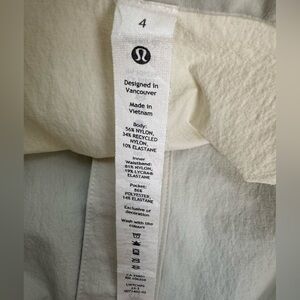 4
Designed in
Vancouver
Made in
Vietnam
Body:
56% NYLON,
34% RECYCLED
NYLON,
10% ELASTANE
Inner
Waistband:
81% NYLON,
19% LYCRA®
ELASTANE
Pocket:
86%
POLYESTER,
14% ELASTANE
Exclusive of
decoration
Wash with like
colours